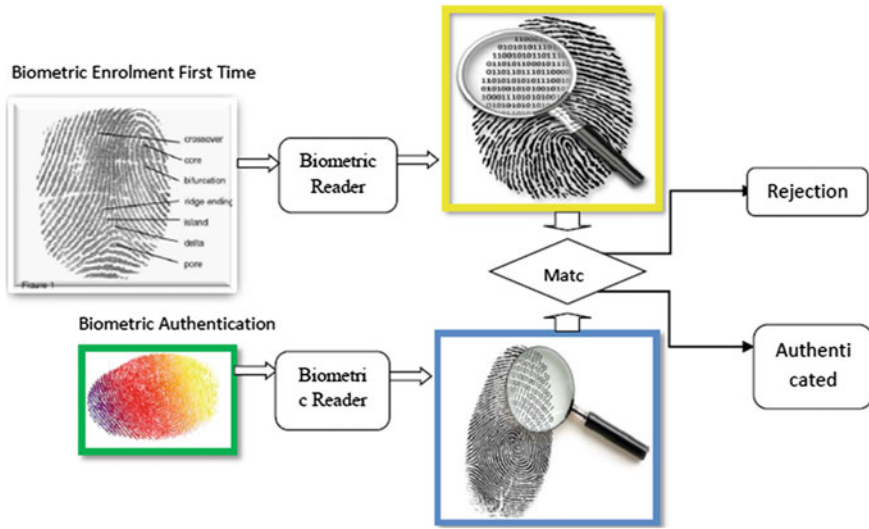 Biometric Enrolment First Time
crossover
core
bifurcation
ridge ending
island
delta
pore
Figure 1
Biometric
Reader
Rejection
Matc
Biometric Authentication
Biometri
c Reader
Authenti
cated